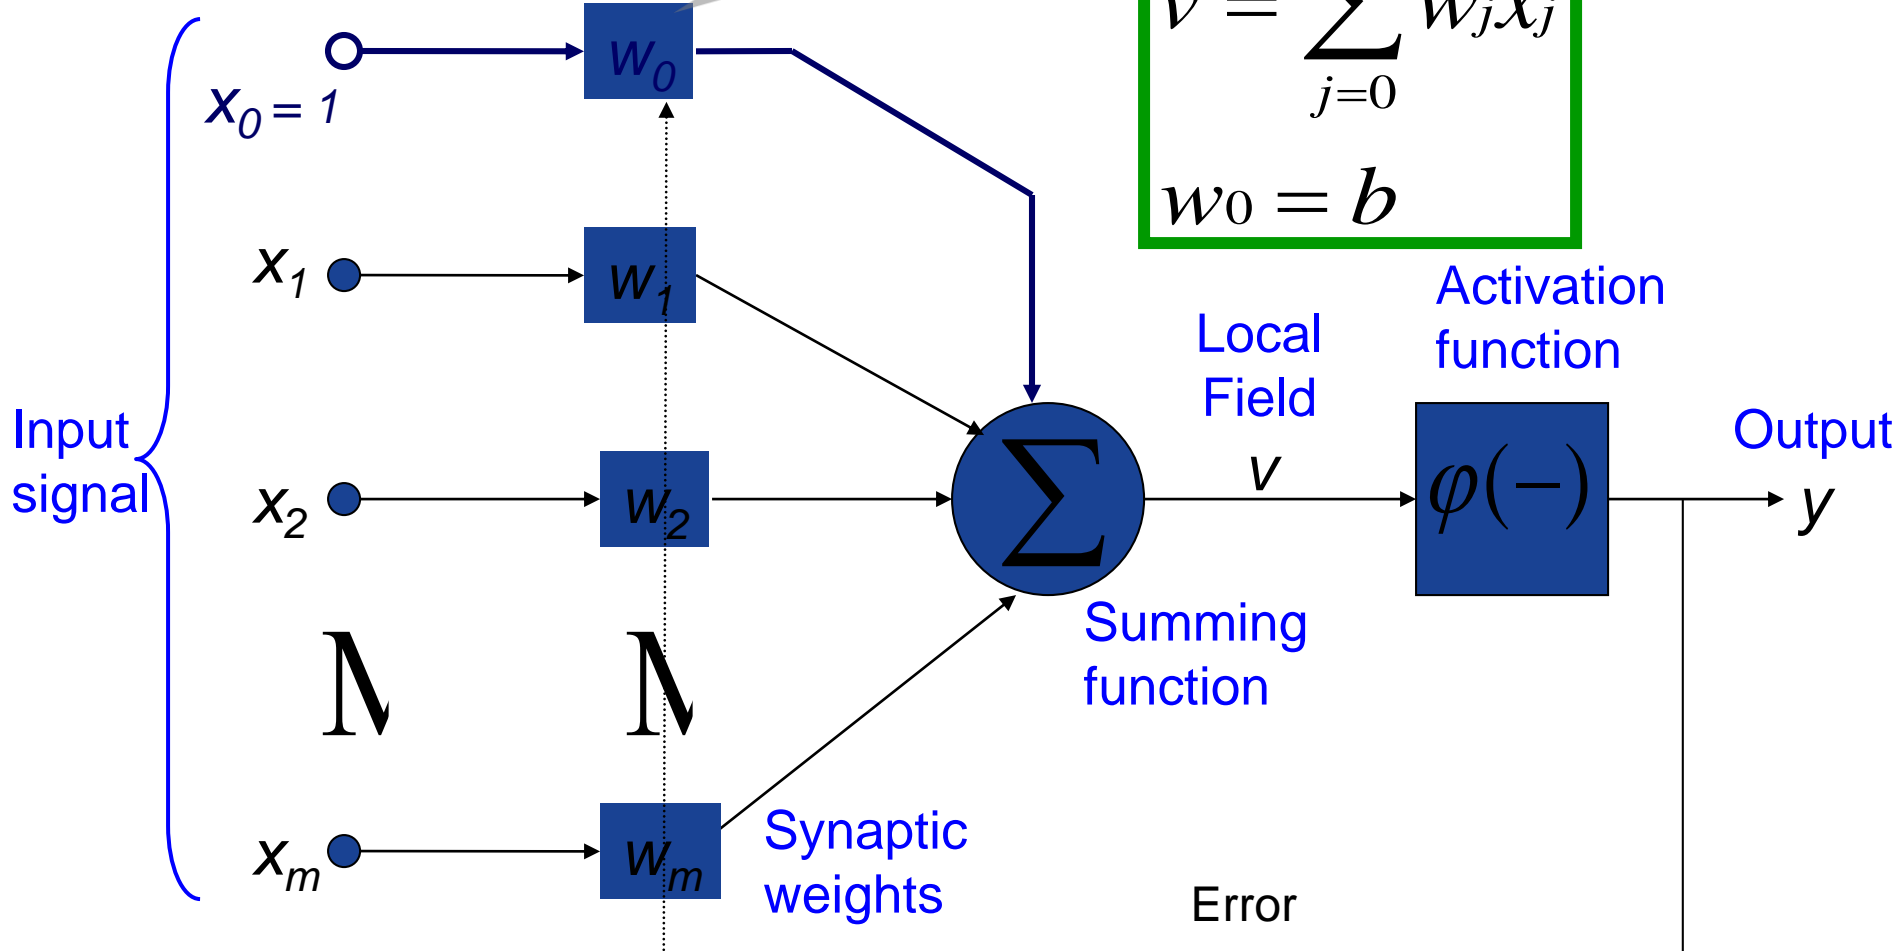 v = ∑ wjxj
j=0
w0 = b
w0
x0 = 1
x1
w1
Activation
function
Local
Field
Input
signal
x2
w2
∑
v
φ(−)
Output
y
Summing
function
M
M
xm
wm
Synaptic
weights
Error